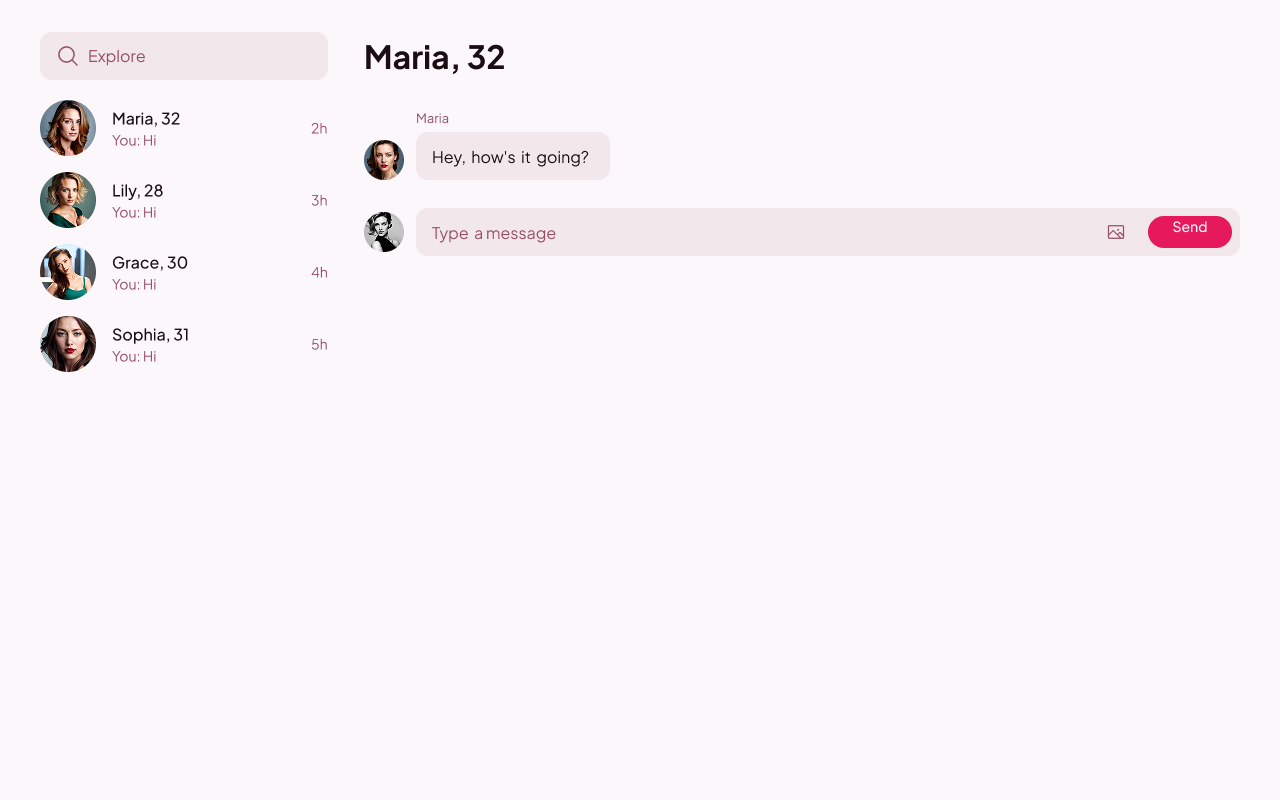 Explore
Maria, 32
You: Hi
2h
Lily, 28
You: Hi
3h
Grace, 30
You: Hi
4h
Sophia, 31
You: Hi
5h
Maria, 32
Maria
Hey, how's it going?
Type a message
Send